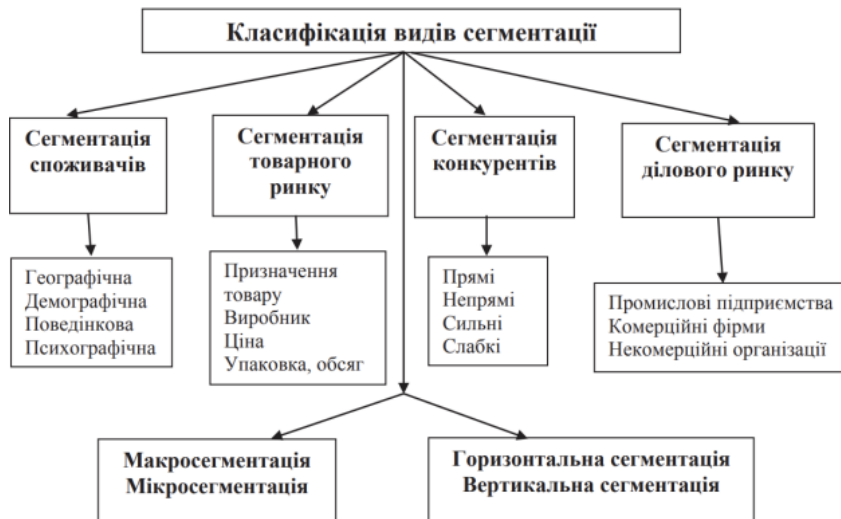 Класифікація видів сегментації
Сегментація
споживачів
Сегментація
товарного
ринку
Сегментація
конкурентів
Сегментація
ділового ринку
Географічна
Демографічна
Поведінкова
Психографічна
Призначення
товару
Виробник
Ціна
Упаковка, обсяг
Прямі
Непрямі
Сильні
Слабкі
Промислові підприємства
Комерційні фірми
Некомерційні організації
Макросегментація
Мікросегментація
Горизонтальна сегментація
Вертикальна сегментація